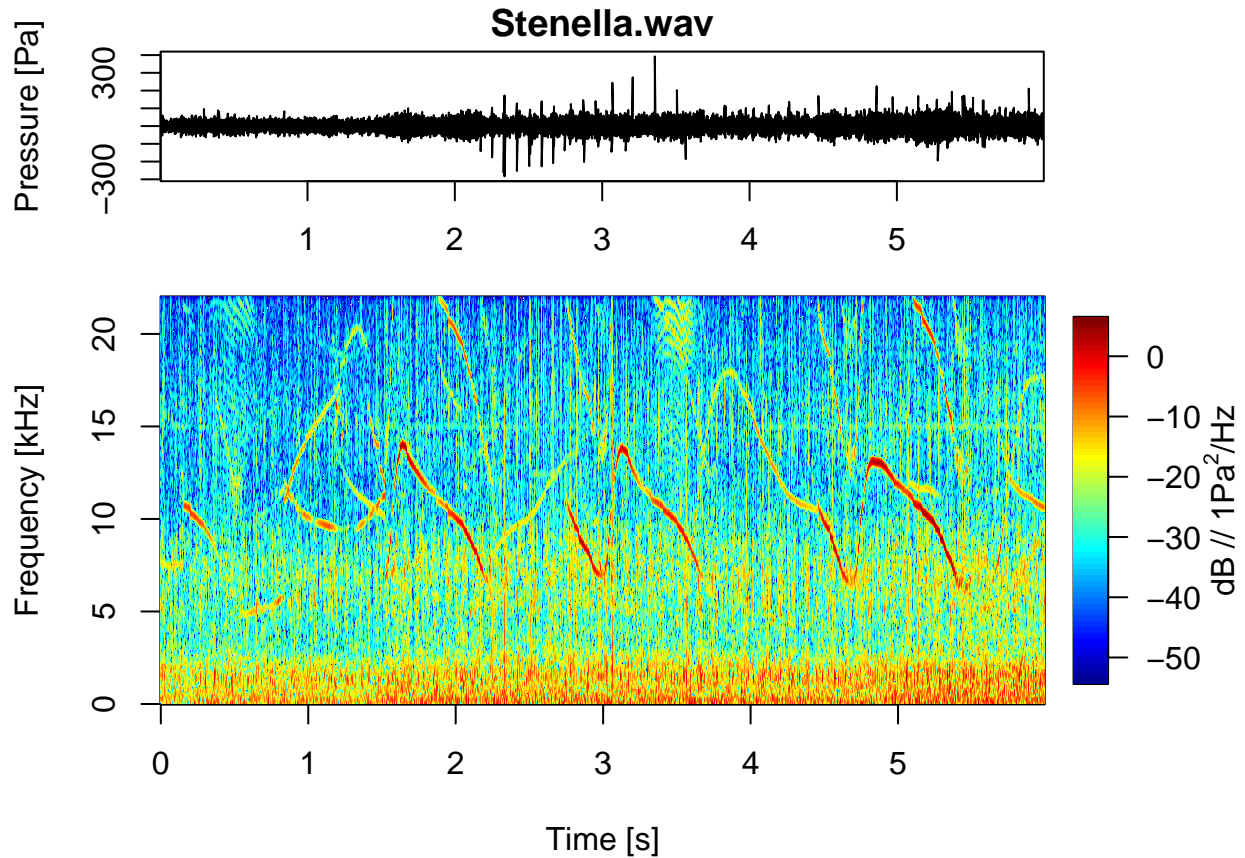 Stenella.wav
Pressure [Pa]
300
−300
1 2 3 4 5
Frequency [kHz]
20
15
10
5
0
0 1 2 3 4 5
Time [s]
0
−10
−20
−30
−40
−50
dB // 1Pa²/Hz